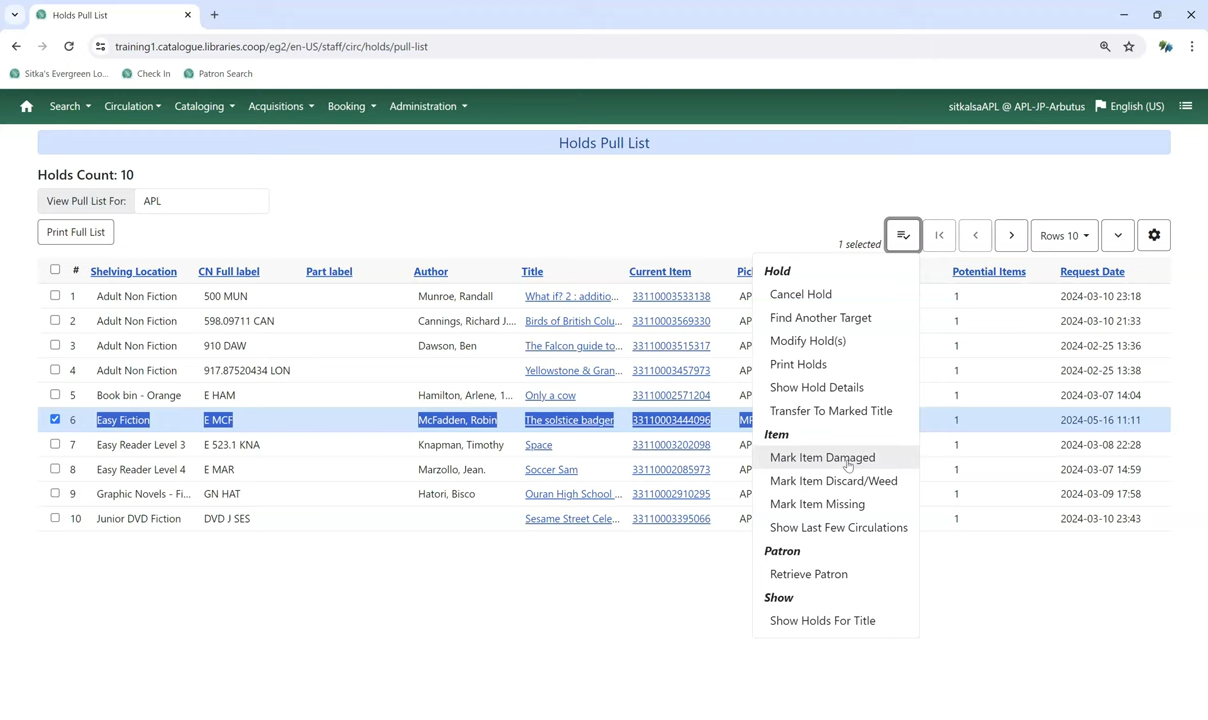 Holds Pull List
training1.catalogue.libraries.coop/eg2/en-US/staff/circ/holds/pull-list
Sitka's Evergreen Lo... Check In Patron Search
Search Circulation Cataloging Acquisitions Booking Administration sitkalsaAPL @ APL-JP-Arbutus English (US)
Holds Pull List
Holds Count: 10
View Pull List For: APL
Print Full List 1 selected Rows 10
# Shelving Location CN Full label Part label Author Title Current Item Pic Potential Items Request Date
1 Adult Non Fiction 500 MUN Munroe, Randall What if? 2 : additio... 33110003533138 AP 1 2024-03-10 23:18
2 Adult Non Fiction 598.09711 CAN Cannings, Richard J.... Birds of British Colu... 33110003569330 AP 1 2024-03-10 21:33
3 Adult Non Fiction 910 DAW Dawson, Ben The Falcon guide to... 33110003515317 AP 1 2024-02-25 13:36
4 Adult Non Fiction 917.87520434 LON Yellowstone & Gran... 33110003457973 AP 1 2024-02-25 13:38
5 Book bin - Orange E HAM Hamilton, Arlene, 1... Only a cow 33110002571204 AP 1 2024-03-07 14:04
6 Easy Fiction E MCF McFadden, Robin The solstice badger 33110003444096 MP 1 2024-05-16 11:11
7 Easy Reader Level 3 E 523.1 KNA Knapman, Timothy Space 33110003202098 AP 1 2024-03-08 22:28
8 Easy Reader Level 4 E MAR Marzollo, Jean. Soccer Sam 33110002085973 AP 1 2024-03-07 14:59
9 Graphic Novels - Fi... GN HAT Hatori, Bisco Ouran High School ... 33110002910295 AP 1 2024-03-09 17:58
10 Junior DVD Fiction DVD J SES Sesame Street Cele... 33110003395066 AP 1 2024-03-10 23:43
Hold
Cancel Hold
Find Another Target
Modify Hold(s)
Print Holds
Show Hold Details
Transfer To Marked Title
Item
Mark Item Damaged
Mark Item Discard/Weed
Mark Item Missing
Show Last Few Circulations
Patron
Retrieve Patron
Show
Show Holds For Title